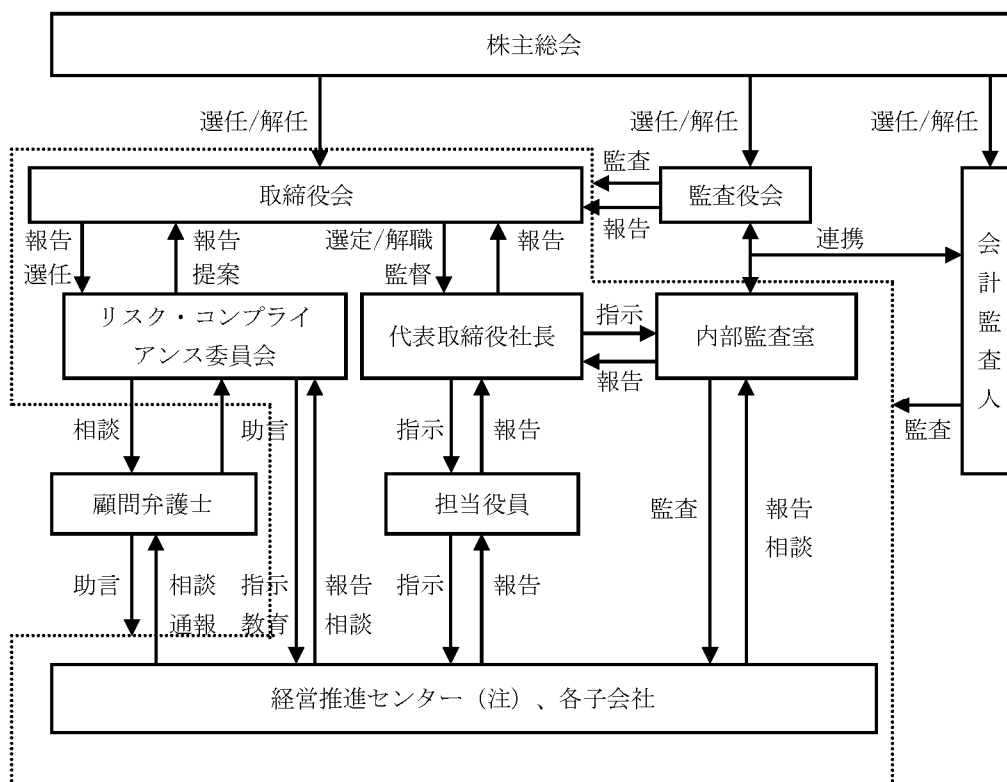 株主総会
選任/解任
選任/解任
選任/解任
監査
取締役会
監査役会
報告
報告
選任
報告
提案
選定/解職
監督
報告
連携
会計監査人
リスク・コンプライ
アンス委員会
代表取締役社長
指示
報告
内部監査室
相談
助言
指示
報告
監査
顧問弁護士
担当役員
監査
報告
相談
助言
相談
通報
指示
教育
報告
相談
指示
報告
経営推進センター（注）、各子会社